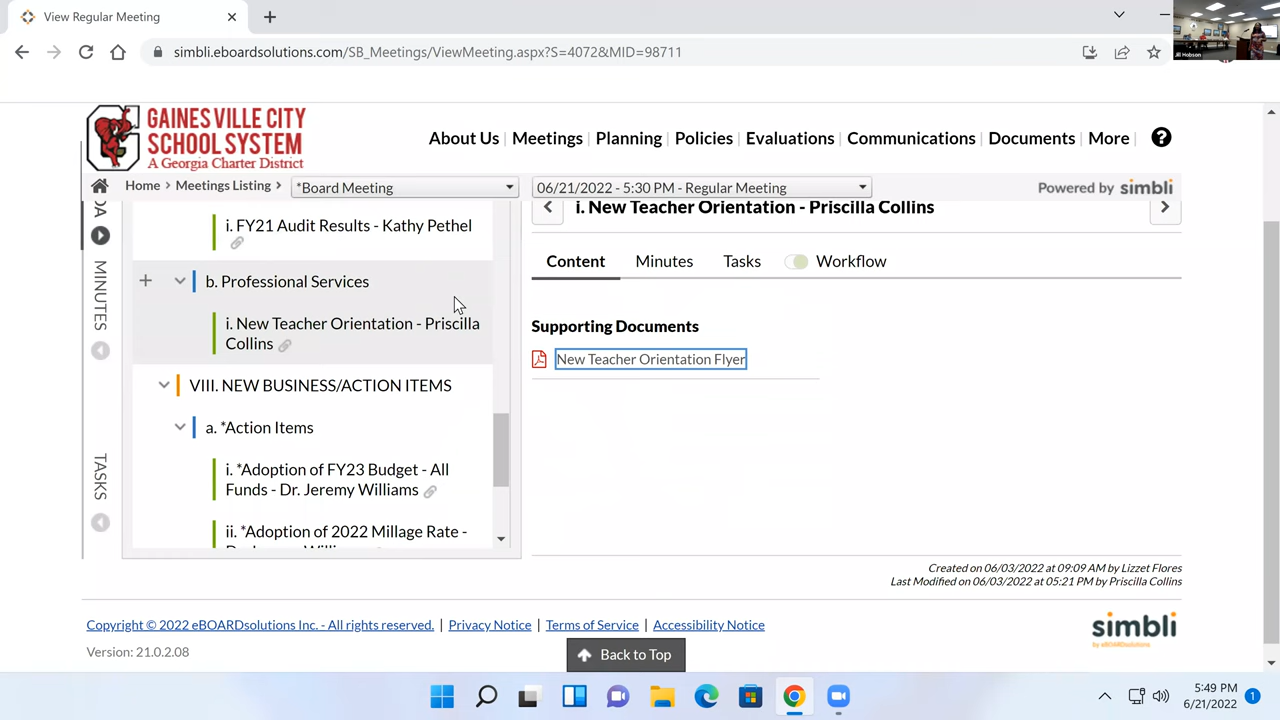 View Regular Meeting
simbli.eboardsolutions.com/SB_Meetings/ViewMeeting.aspx?S=4072&MID=98711
Jill Hobson
GAINESVILLE CITY
SCHOOL SYSTEM
A Georgia Charter District
About Us | Meetings | Planning | Policies | Evaluations | Communications | Documents | More |
Home > Meetings Listing >
*Board Meeting
06/21/2022 - 5:30 PM - Regular Meeting
Powered by simbli
DA
MINUTES
TASKS
i. FY21 Audit Results - Kathy Pethel
b. Professional Services
i. New Teacher Orientation - Priscilla
Collins
VIII. NEW BUSINESS/ACTION ITEMS
a. *Action Items
i. *Adoption of FY23 Budget - All
Funds - Dr. Jeremy Williams
ii. *Adoption of 2022 Millage Rate -
i. New Teacher Orientation - Priscilla Collins
Content
Minutes
Tasks
Workflow
Supporting Documents
New Teacher Orientation Flyer
Created on 06/03/2022 at 09:09 AM by Lizzet Flores
Last Modified on 06/03/2022 at 05:21 PM by Priscilla Collins
Copyright © 2022 eBOARDsolutions Inc. - All rights reserved. | Privacy Notice | Terms of Service | Accessibility Notice
Version: 21.0.2.08
simbli
by eBOARDsolutions
Back to Top
5:49 PM
6/21/2022
1